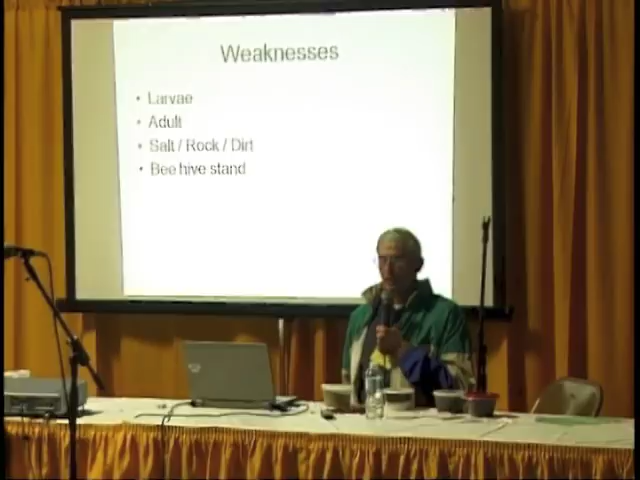 Weaknesses
• Larvae
• Adult
• Salt / Rock / Dirt
• Bee hive stand